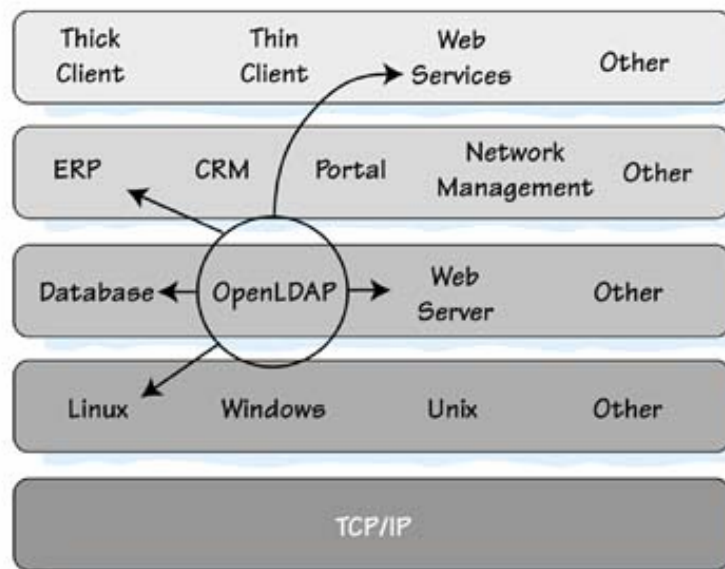 Thick Client
Thin Client
Web Services
Other
ERP
CRM
Portal
Network Management
Other
Database
OpenLDAP
Web Server
Other
Linux
Windows
Unix
Other
TCP/IP